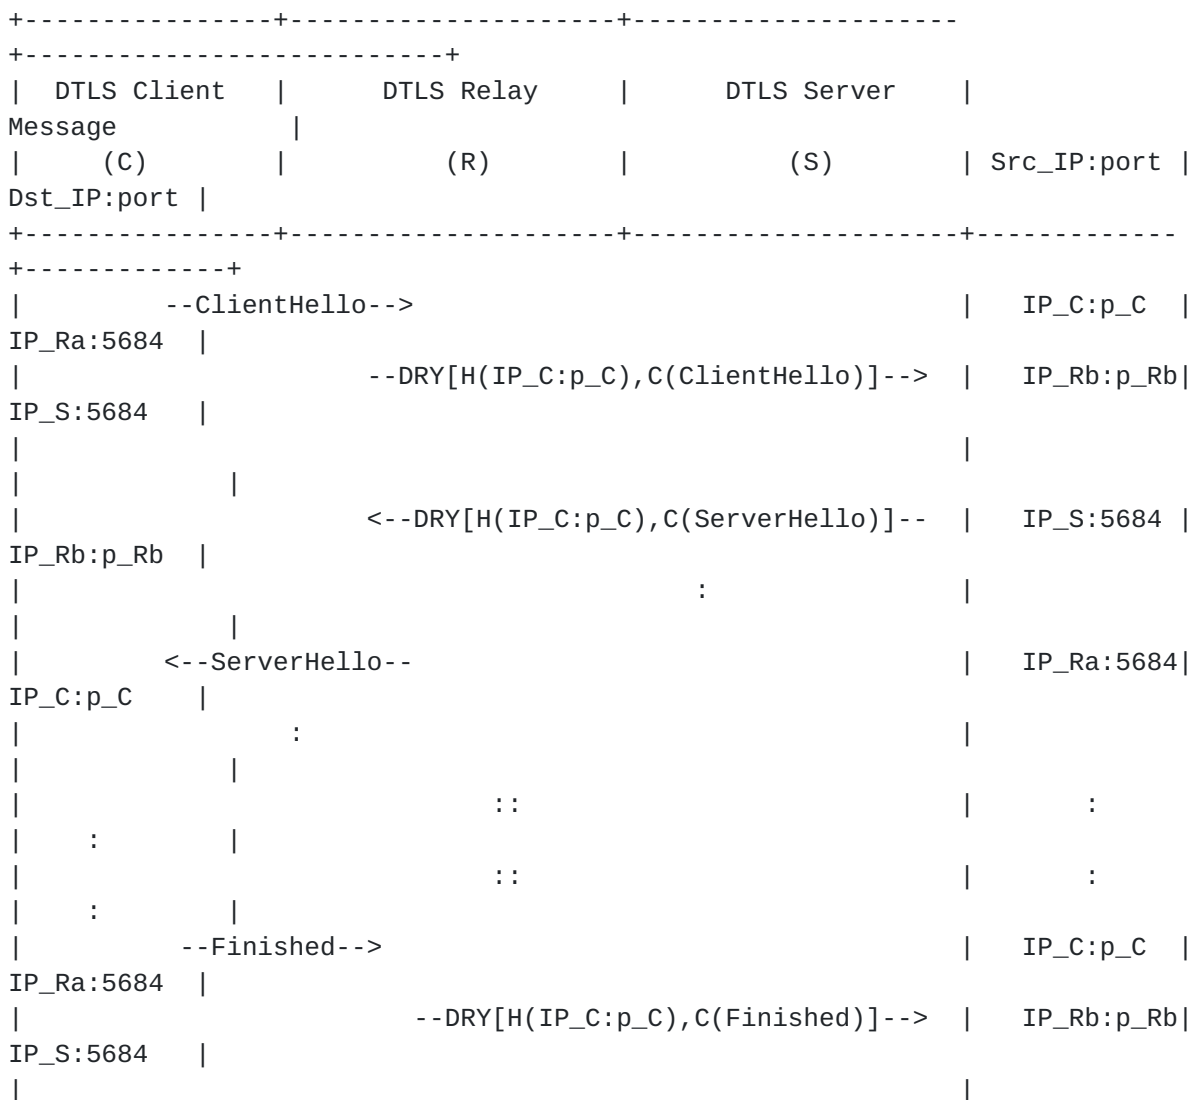 +----------------+---------------------+---------------------
+---------------------------+
|  DTLS Client   |      DTLS Relay     |      DTLS Server    |
Message           |
|     (C)        |          (R)        |          (S)        | Src_IP:port |
Dst_IP:port |
+----------------+---------------------+---------------------+-------------
+-------------+
|         --ClientHello-->                                   |   IP_C:p_C  |
IP_Ra:5684  |
|                      --DRY[H(IP_C:p_C),C(ClientHello)]-->  |   IP_Rb:p_Rb|
IP_S:5684   |
|                                                            |
|             |
|                      <--DRY[H(IP_C:p_C),C(ServerHello)]--  |   IP_S:5684 |
IP_Rb:p_Rb  |
|                                           :                |
|             |
|         <--ServerHello--                                   |   IP_Ra:5684|
IP_C:p_C    |
|                 :                                          |
|             |
|                              ::                            |       :
|    :        |
|                              ::                            |       :
|    :        |
|          --Finished-->                                     |   IP_C:p_C  |
IP_Ra:5684  |
|                         --DRY[H(IP_C:p_C),C(Finished)]-->  |   IP_Rb:p_Rb|
IP_S:5684   |
|                                                            |